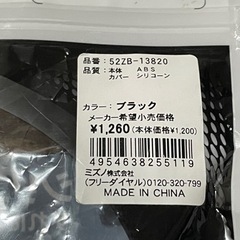 品番：52ZB-13820
品質：本体 ＡＢＳ
カバー シリコーン
カラー：ブラック
メーカー希望小売価格
¥1,260(本体価格¥1,200)
4954638255119
ミズノ株式会社
(フリーダイヤル)0120-320-799
MADE IN CHINA